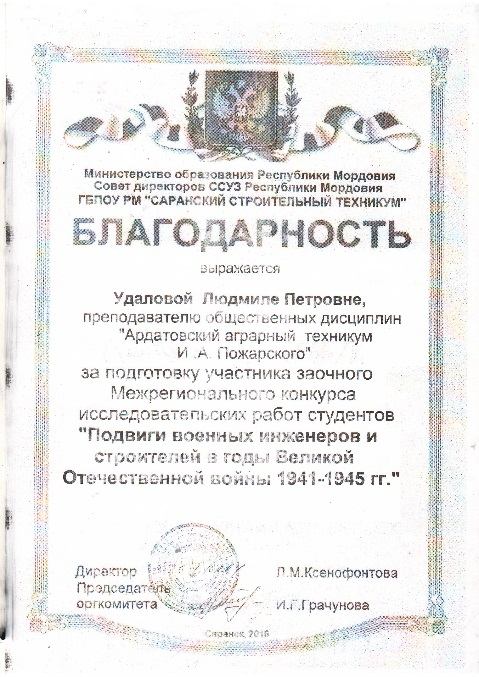 Министерство образования Республики Мордовия
Совет директоров ССУЗ Республики Мордовия
ГБПОУ РМ "САРАНСКИЙ СТРОИТЕЛЬНЫЙ ТЕХНИКУМ"
БЛАГОДАРНОСТЬ
выражается
Удаловой Людмиле Петровне,
преподавателю общественных дисциплин
"Ардатовский аграрный техникум
И .А. Пожарского"
за подготовку участника заочного
Межрегионального конкурса
исследовательских работ студентов
"Подвиги военных инженеров и
строителей в годы Великой
Отечественной войны 1941-1945 гг."
Директор Л.М.Ксенофонтова
Председатель
оргкомитета И.Г.Грачунова
Саранск,